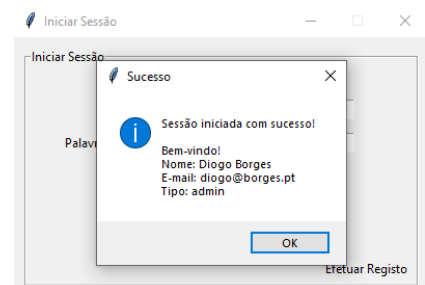 Iniciar Sessão
Iniciar Sessão
Sucesso
Sessão iniciada com sucesso!
Bem-vindo!
Nome: Diogo Borges
E-mail: diogo@borges.pt
Tipo: admin
OK
Efetuar Registo